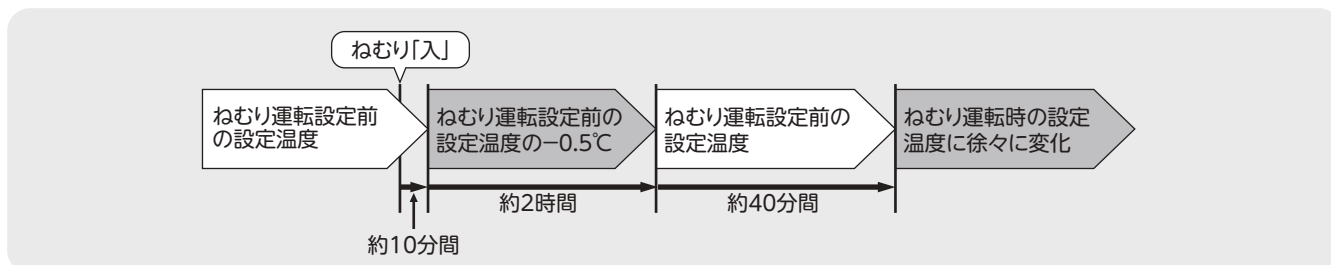 ねむり「入」
ねむり運転設定前
の設定温度
ねむり運転設定前の
設定温度の−0.5℃
ねむり運転設定前の
設定温度
ねむり運転時の設定
温度に徐々に変化
約2時間
約40分間
約10分間